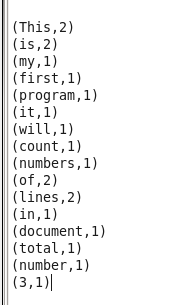 (This,2)
(is,2)
(my,1)
(first,1)
(program,1)
(it,1)
(will,1)
(count,1)
(numbers,1)
(of,2)
(lines,2)
(in,1)
(document,1)
(total,1)
(number,1)
(3,1)